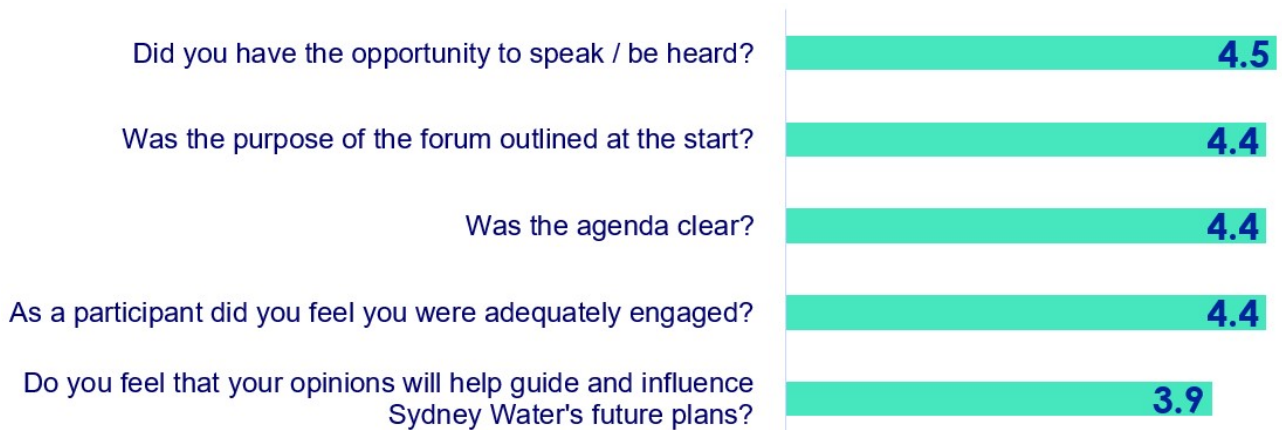 Did you have the opportunity to speak / be heard? 4.5
Was the purpose of the forum outlined at the start? 4.4
Was the agenda clear? 4.4
As a participant did you feel you were adequately engaged? 4.4
Do you feel that your opinions will help guide and influence
Sydney Water's future plans? 3.9